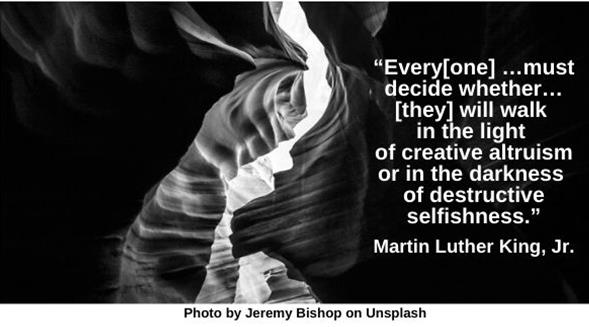 “Every[one] …must
decide whether…
[they] will walk
in the light
of creative altruism
or in the darkness
of destructive
selfishness.”
Martin Luther King, Jr.
Photo by Jeremy Bishop on Unsplash